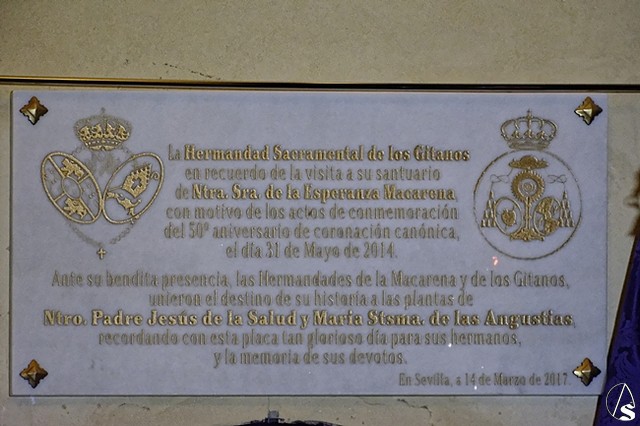 La Hermandad Sacramental de los Gitanos
en recuerdo de la visita a su santuario
de Ntra. Sra. de la Esperanza Macarena,
con motivo de los actos de conmemoración
del 50º aniversario de coronación canónica,
el día 31 de Mayo de 2014.
Ante su bendita presencia, las Hermandades de la Macarena y de los Gitanos,
unieron el destino de su historia a las plantas de
Ntro. Padre Jesús de la Salud y María Stsma. de las Angustias,
recordando con esta placa tan glorioso día para sus hermanos,
y la memoria de sus devotos.
En Sevilla, a 14 de Marzo de 2017.